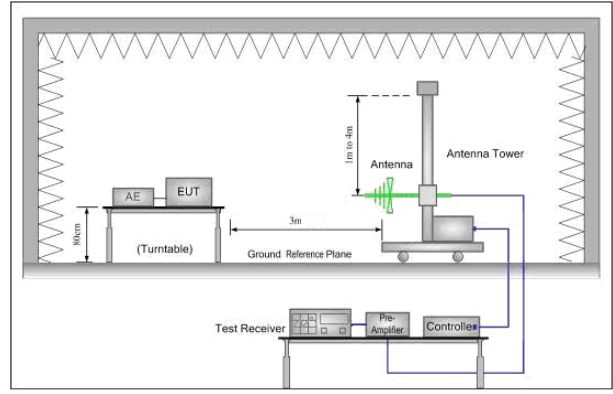 1m to 4m
Antenna
Antenna Tower
AE
EUT
80cm
(Turntable)
3m
Ground Reference Plane
Test Receiver
Pre-
Amplifier
Controller